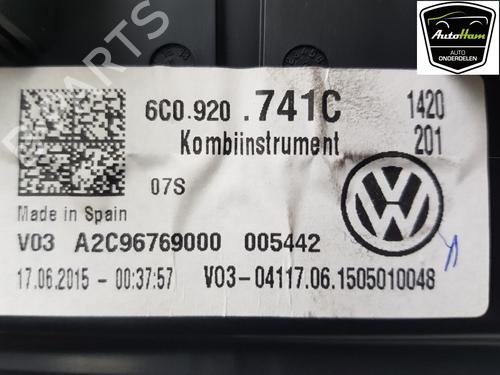 AutoHam
AUTO
ONDERDELEN
6C0.920 .741C 1420
Kombiinstrument 201
07S
Made in Spain
V03 A2C96769000 005442
17.06.2015 - 00:37:57 V03-04117.06.1505010048